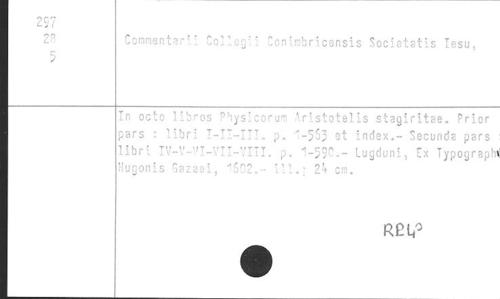 297
28
5
Commentarii Collegii Conimbricensis Societatis Iesu,
In octo libros Physicorum Aristotelis stagiritae. Prior
pars : libri I-II-III. p. 1-563 et index.- Secunda pars :
libri IV-V-VI-VII-VIII. p. 1-590.- Lugduni, Ex Typograph
Hugonis Gazaei, 1602.- ill.; 24 cm.